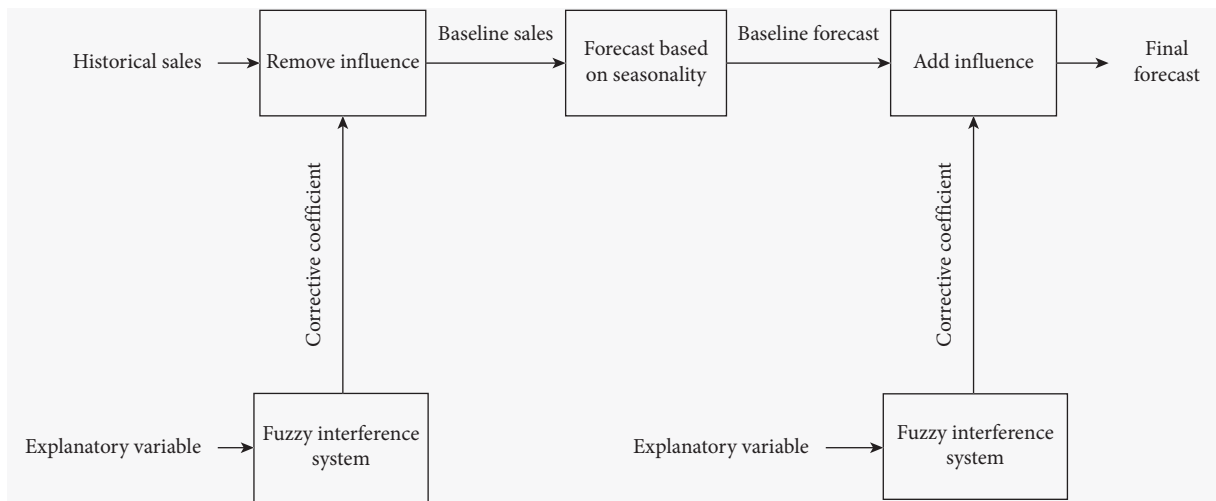 Historical sales
Remove influence
Baseline sales
Forecast based
on seasonality
Baseline forecast
Add influence
Final
forecast
Corrective coefficient
Corrective coefficient
Explanatory variable
Fuzzy interference
system
Explanatory variable
Fuzzy interference
system